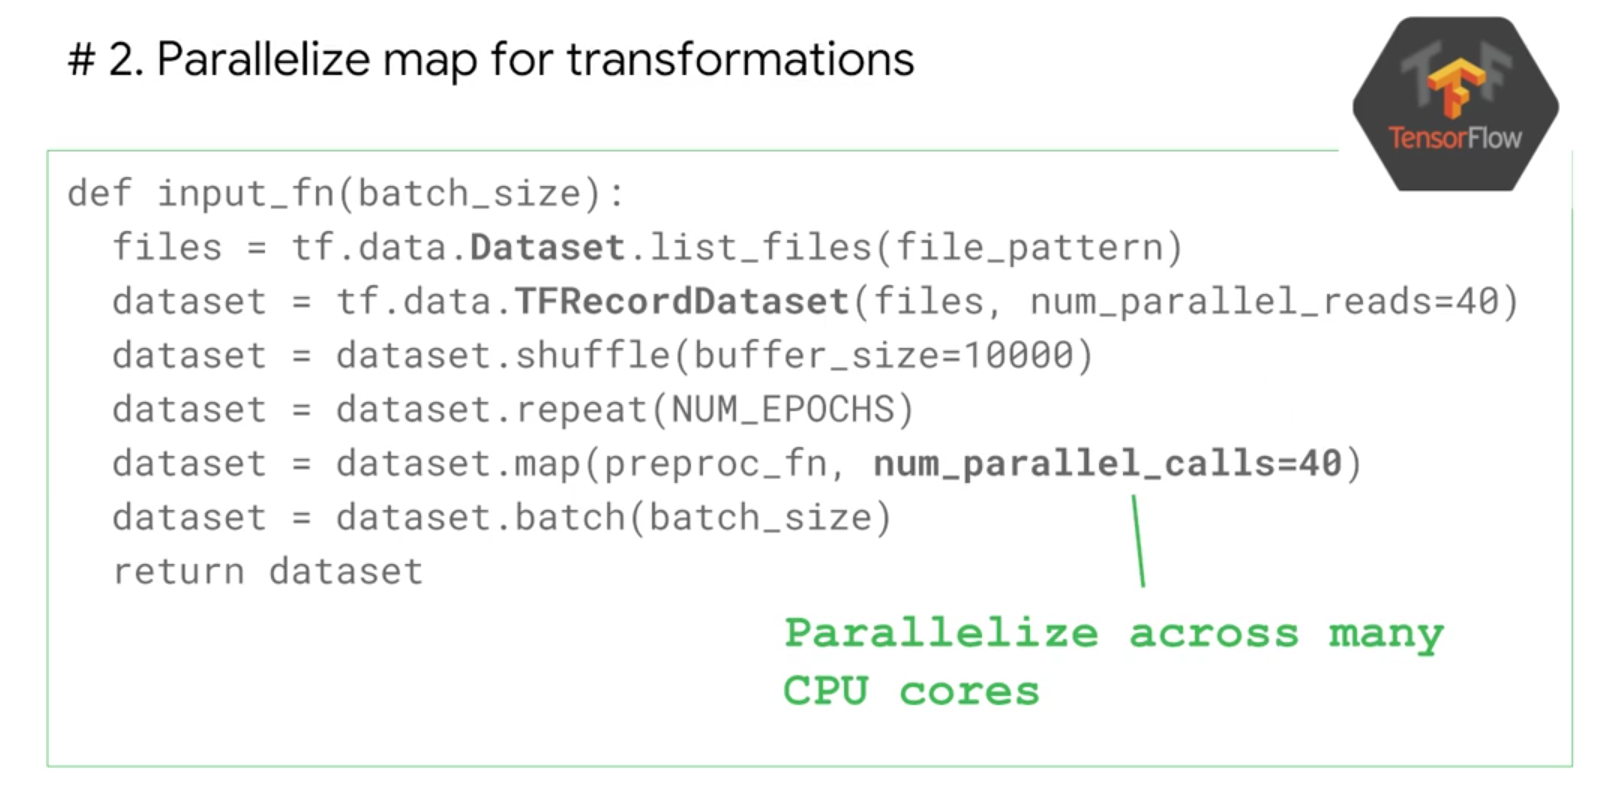 # 2. Parallelize map for transformations
TensorFlow
def input_fn(batch_size):
  files = tf.data.Dataset.list_files(file_pattern)
  dataset = tf.data.TFRecordDataset(files, num_parallel_reads=40)
  dataset = dataset.shuffle(buffer_size=10000)
  dataset = dataset.repeat(NUM_EPOCHS)
  dataset = dataset.map(preproc_fn, num_parallel_calls=40)
  dataset = dataset.batch(batch_size)
  return dataset
Parallelize across many
CPU cores